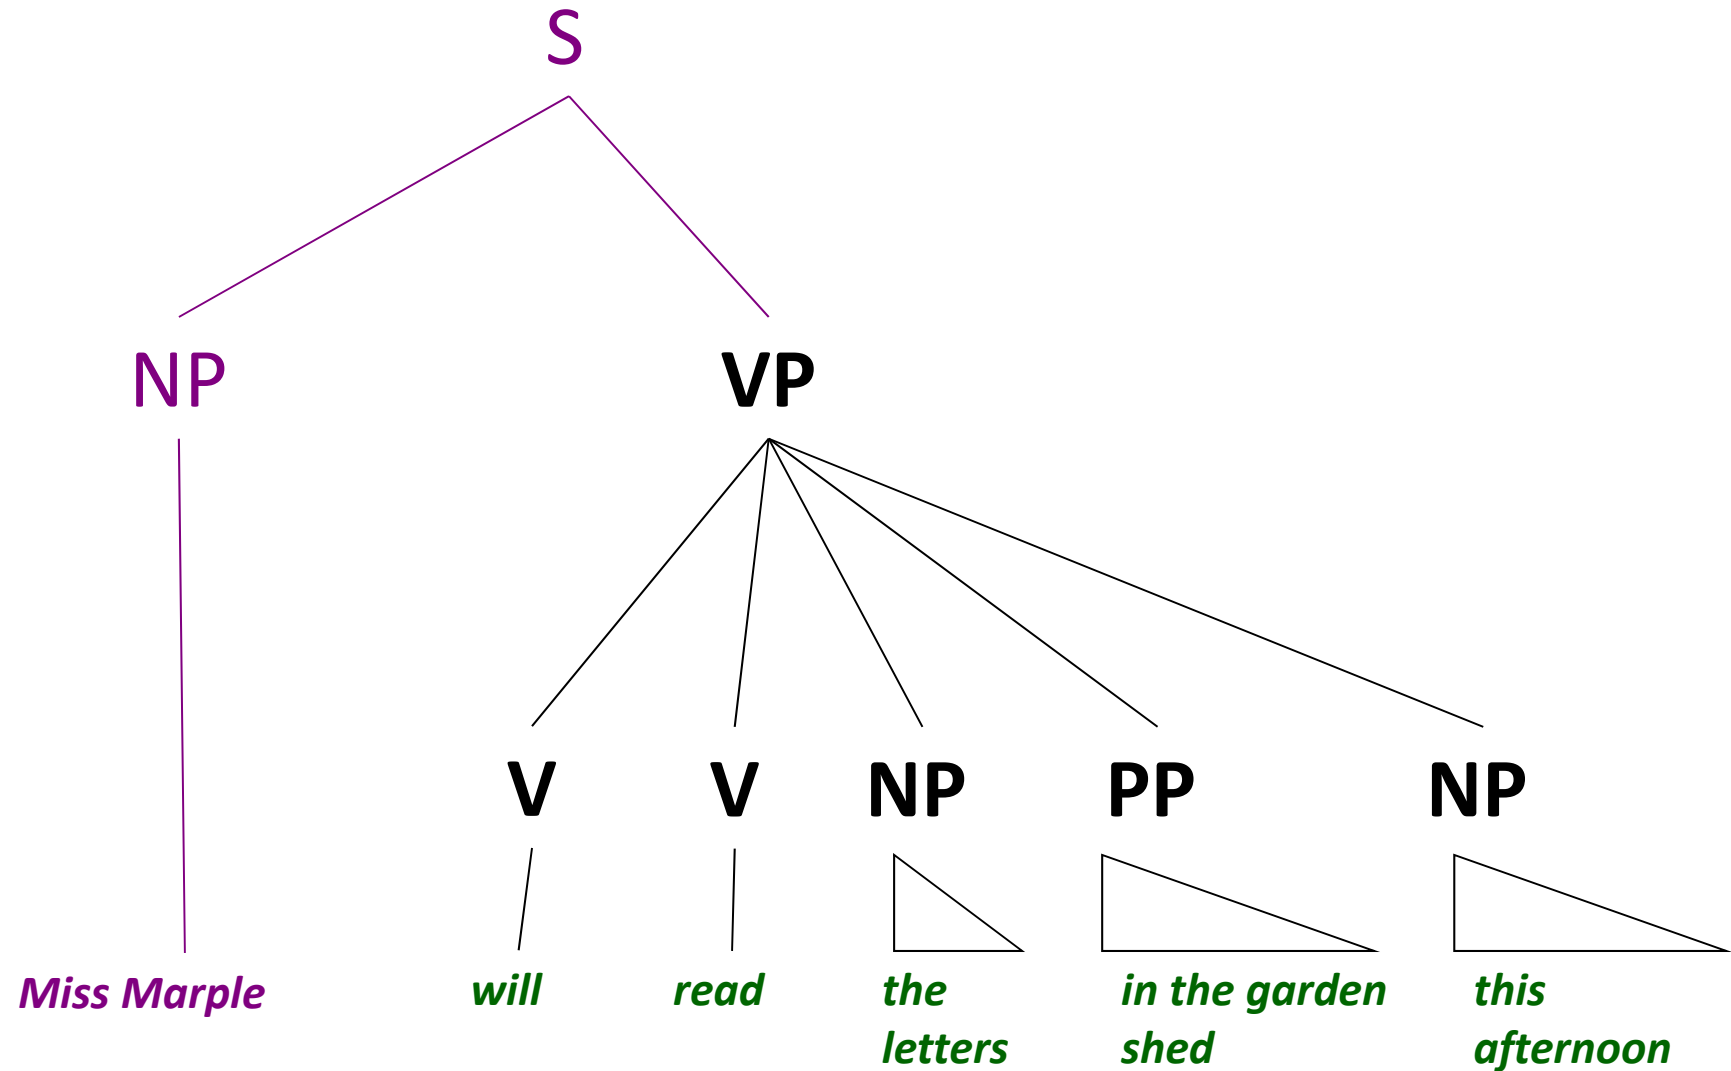 S
NP VP
V V NP PP NP
Miss Marple will read the in the garden this
letters shed afternoon